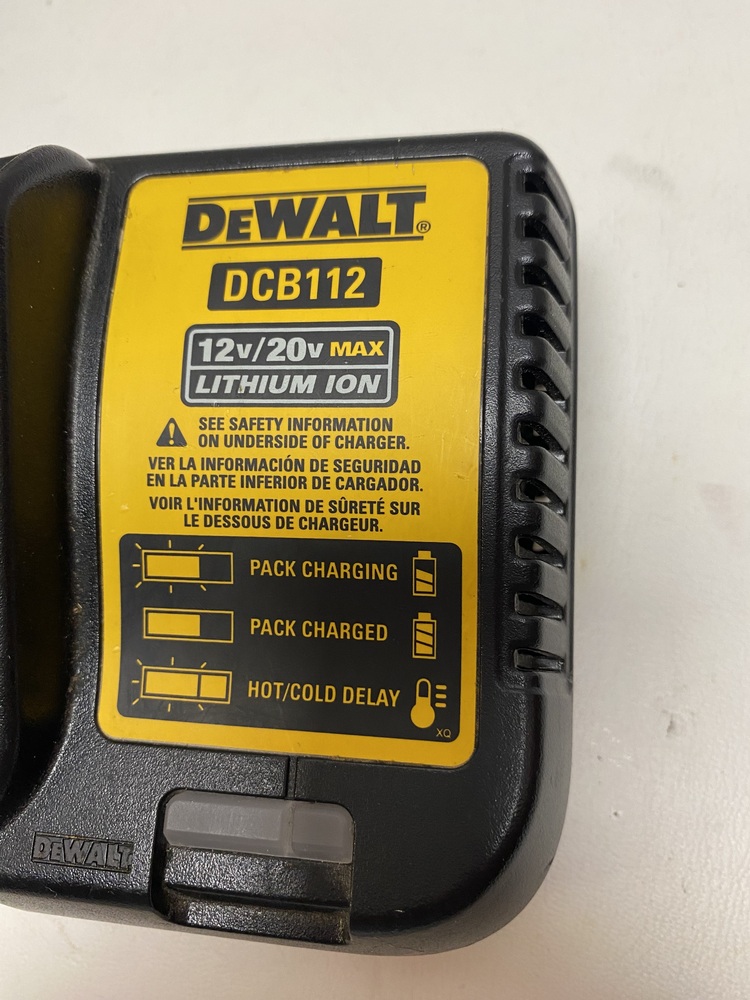 DEWALT®
DCB112
12V/20V MAX
LITHIUM ION
SEE SAFETY INFORMATION
ON UNDERSIDE OF CHARGER.
VER LA INFORMACIÓN DE SEGURIDAD
EN LA PARTE INFERIOR DE CARGADOR.
VOIR L'INFORMATION DE SÛRETÉ SUR
LE DESSOUS DE CHARGEUR.
PACK CHARGING
PACK CHARGED
HOT/COLD DELAY
XQ
DEWALT